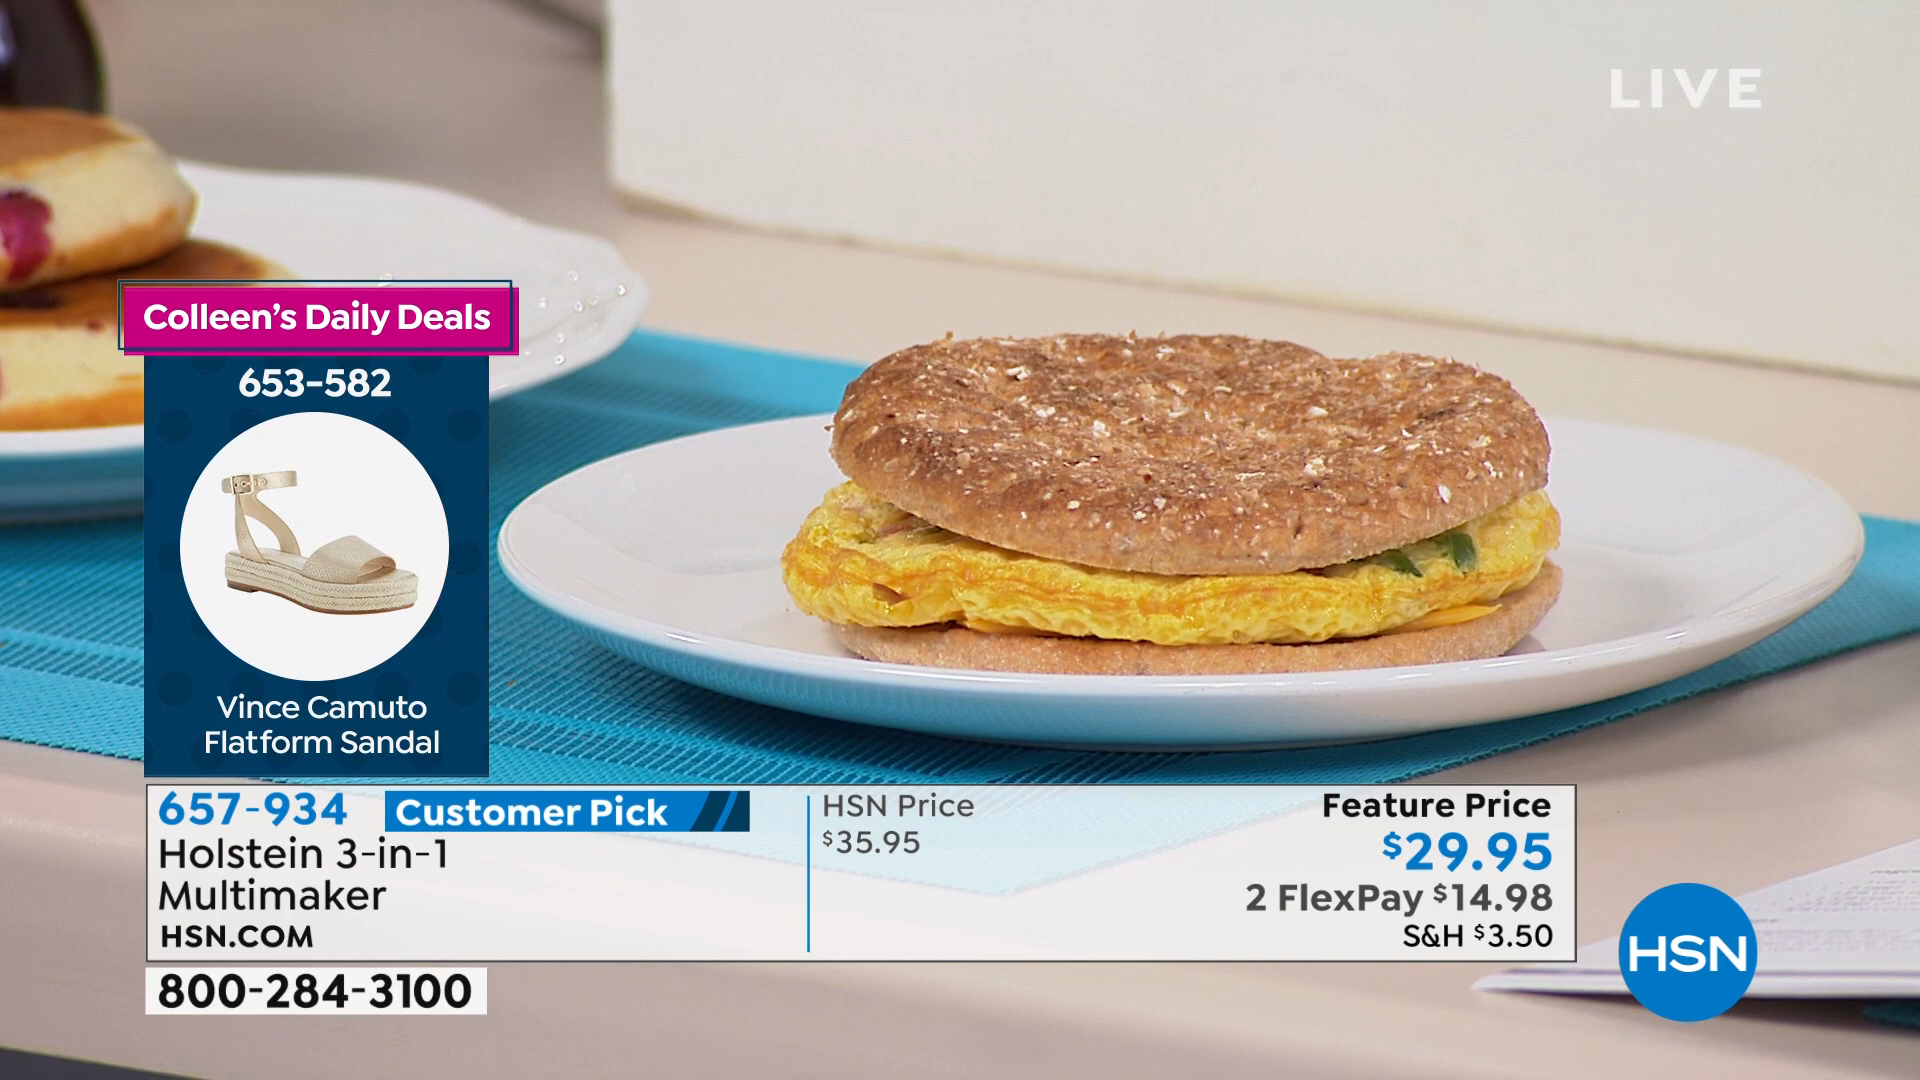 LIVE
Colleen's Daily Deals
653-582
Vince Camuto
Flatform Sandal
657-934 Customer Pick
Holstein 3-in-1
Multimaker
HSN.COM
HSN Price
$35.95
Feature Price
$29.95
2 FlexPay $14.98
S&H $3.50
800-284-3100
HSN